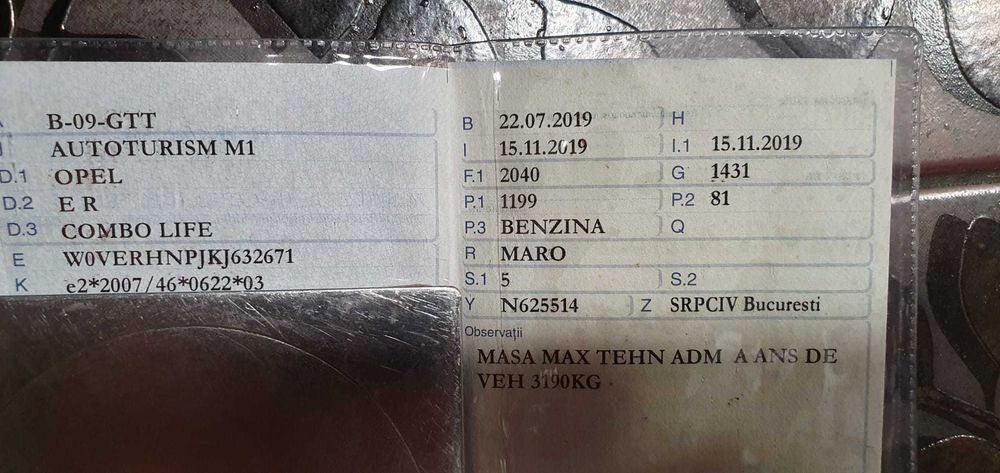 A B-09-GTT
J AUTOTURISM M1
D.1 OPEL
D.2 E R
D.3 COMBO LIFE
E W0VERHNPJKJ632671
K e2*2007/46*0622*03
B 22.07.2019 H
I 15.11.2019 I.1 15.11.2019
F.1 2040 G 1431
P.1 1199 P.2 81
P.3 BENZINA Q
R MARO
S.1 5 S.2
Y N625514 Z SRPCIV Bucuresti
Observaţii
MASA MAX TEHN ADM A ANS DE
VEH 3190KG